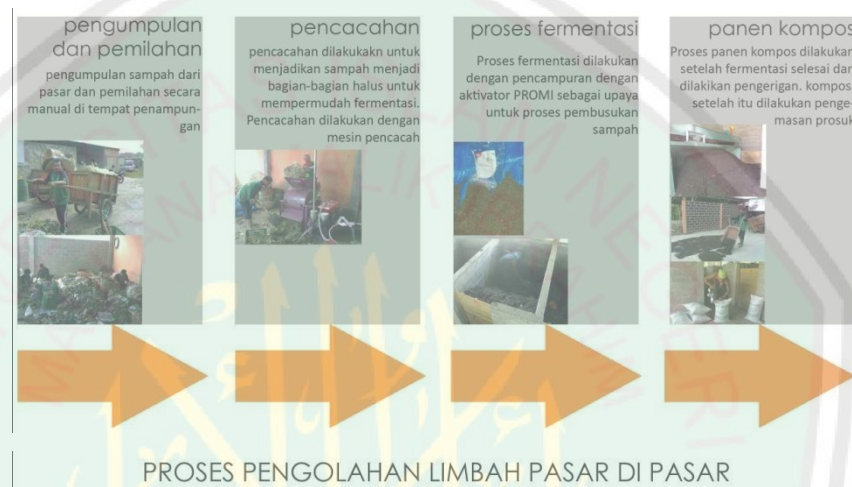 pengumpulan
dan pemilahan
pengumpulan sampah dari
pasar dan pemilahan secara
manual di tempat penampun-
gan
pencacahan
pencacahan dilakukakn untuk
menjadikan sampah menjadi
bagian-bagian halus untuk
mempermudah fermentasi.
Pencacahan dilakukan dengan
mesin pencacah
proses fermentasi
Proses fermentasi dilakukan
dengan pencampuran dengan
aktivator PROMI sebagai upaya
untuk proses pembusukan
sampah
panen kompos
Proses panen kompos dilakukan
setelah fermentasi selesai dan
dilakikan pengerigan. kompos
setelah itu dilakukan penge-
masan prosuk
PROSES PENGOLAHAN LIMBAH PASAR DI PASAR